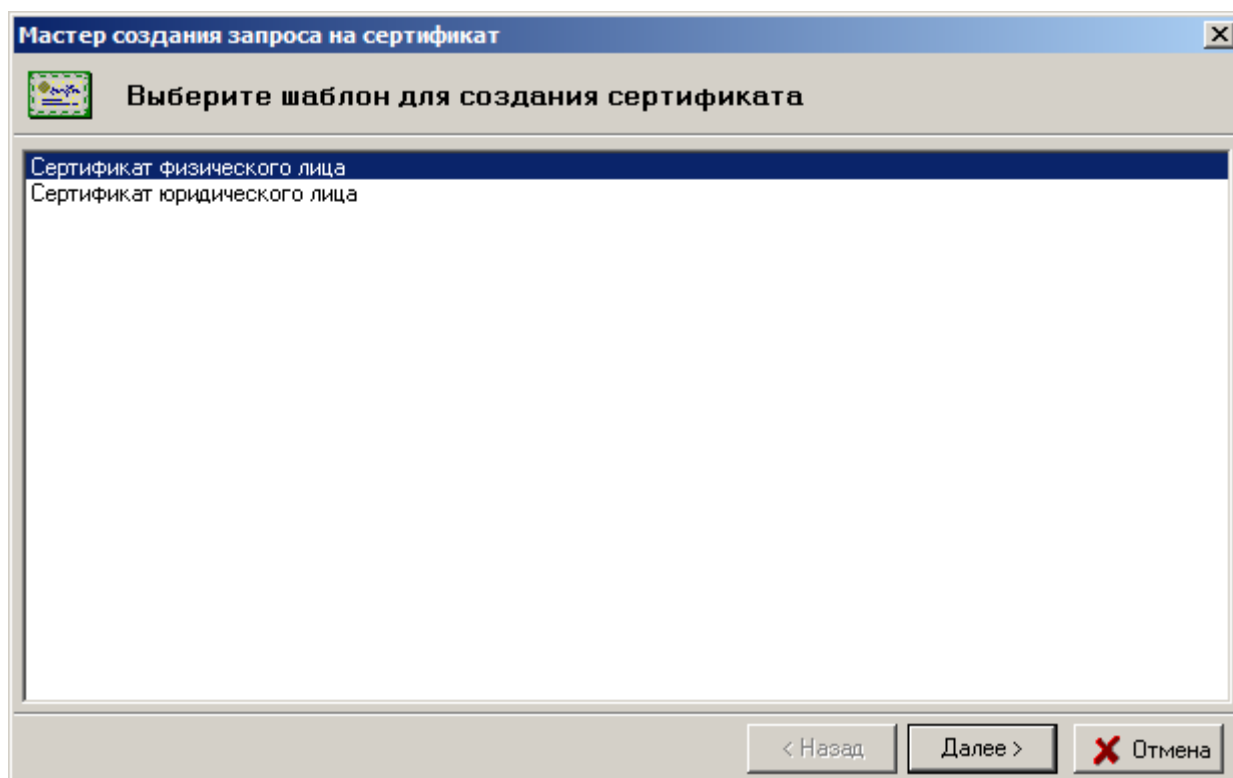 Мастер создания запроса на сертификат
Выберите шаблон для создания сертификата
Сертификат физического лица
Сертификат юридического лица
< Назад
Далее >
Отмена